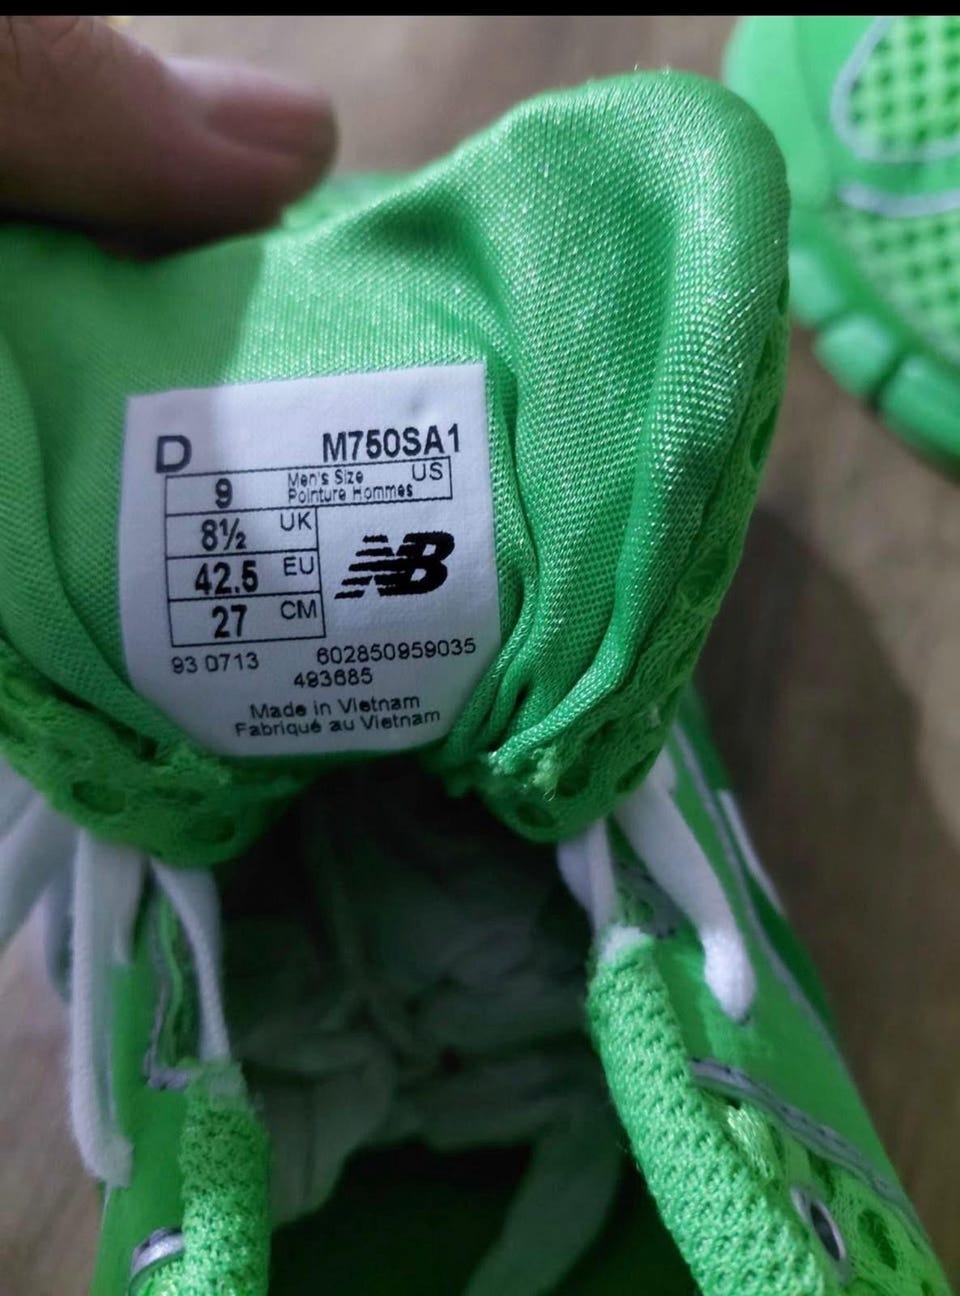 D M750SA1
9 Men's Size US
Pointure Hommes
8½ UK
NB
42.5 EU
27 CM
93 0713 602850959035
493685
Made in Vietnam
Fabriqué au Vietnam